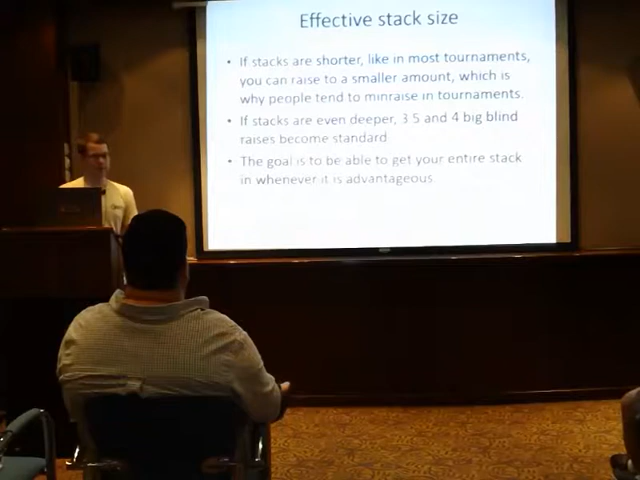 Effective stack size
• If stacks are shorter, like in most tournaments,
you can raise to a smaller amount, which is
why people tend to minraise in tournaments.
• If stacks are even deeper, 3 5 and 4 big blind
raises become standard
• The goal is to be able to get your entire stack
in whenever it is advantageous